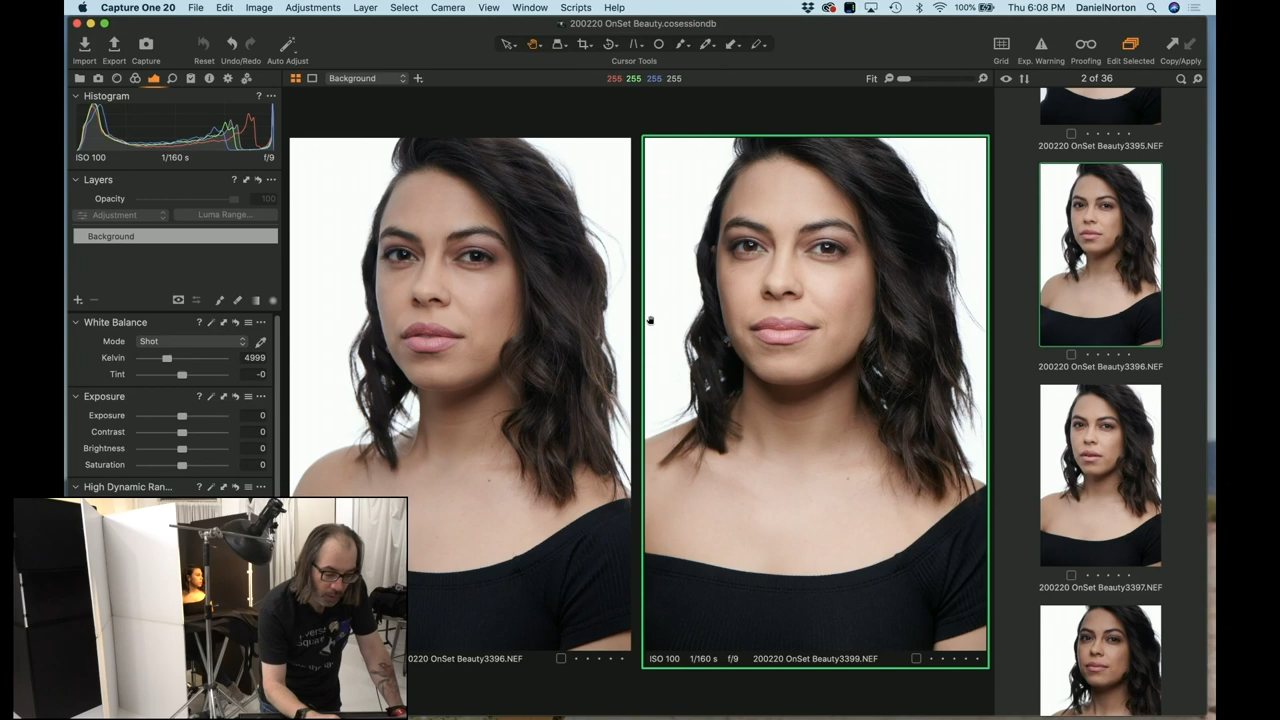 Capture One 20 File Edit View Image Adjustments Layer Select Camera View Window Scripts Help 100% Thu 6:08 PM DanielNorton
200220 OnSet Beauty.cosessiondb
Import Export Capture Reset Undo/Redo Auto Adjust Cursor Tools Grid Exp. Warning Proofing Edit Selected Copy/Apply
Background 255 255 255 255 Fit 2 of 36
Histogram ?
ISO 100 1/160 s f/9
Layers ?
Opacity 100
Adjustment Luma Range...
Background
White Balance ?
Mode Shot
Kelvin 4999
Tint -0
Exposure ?
Exposure 0
Contrast 0
Brightness 0
Saturation 0
High Dynamic Ran... ?
200220 OnSet Beauty3396.NEF
ISO 100 1/160 s f/9 200220 OnSet Beauty3399.NEF
200220 OnSet Beauty3395.NEF
200220 OnSet Beauty3396.NEF
200220 OnSet Beauty3397.NEF